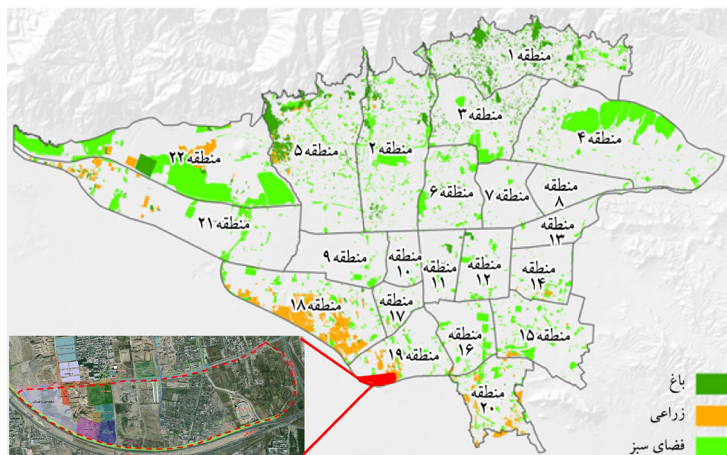 منطقه ۱
منطقه ۳
منطقه ۴
منطقه ۲
منطقه ۵
منطقه ۲۲
منطقه ۶
منطقه ۷
منطقه
۸
منطقه ۲۱
منطقه
۱۳
منطقه ۹
منطقه
۱۰
منطقه
۱۱
منطقه
۱۲
منطقه
۱۴
منطقه ۱۸
منطقه
۱۷
منطقه ۱۵
منطقه
۱۶
منطقه ۱۹
منطقه
۲۰
باغ
زراعی
فضای سبز